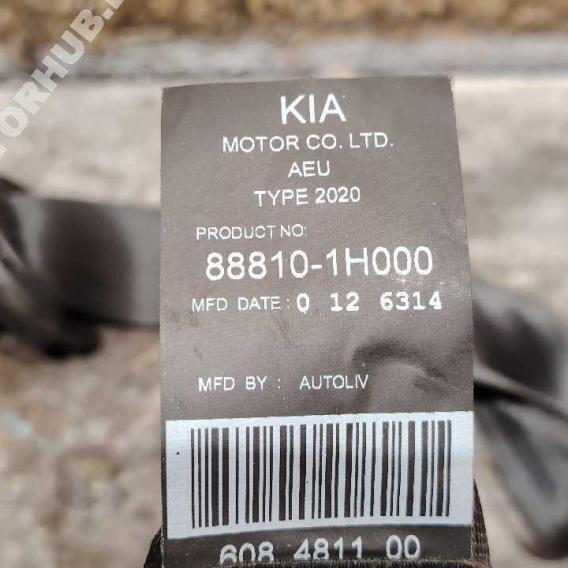 KIA
MOTOR CO. LTD.
AEU
TYPE 2020
PRODUCT NO:
88810-1H000
MFD DATE : 0 12 6314
MFD BY : AUTOLIV
608 4811 00